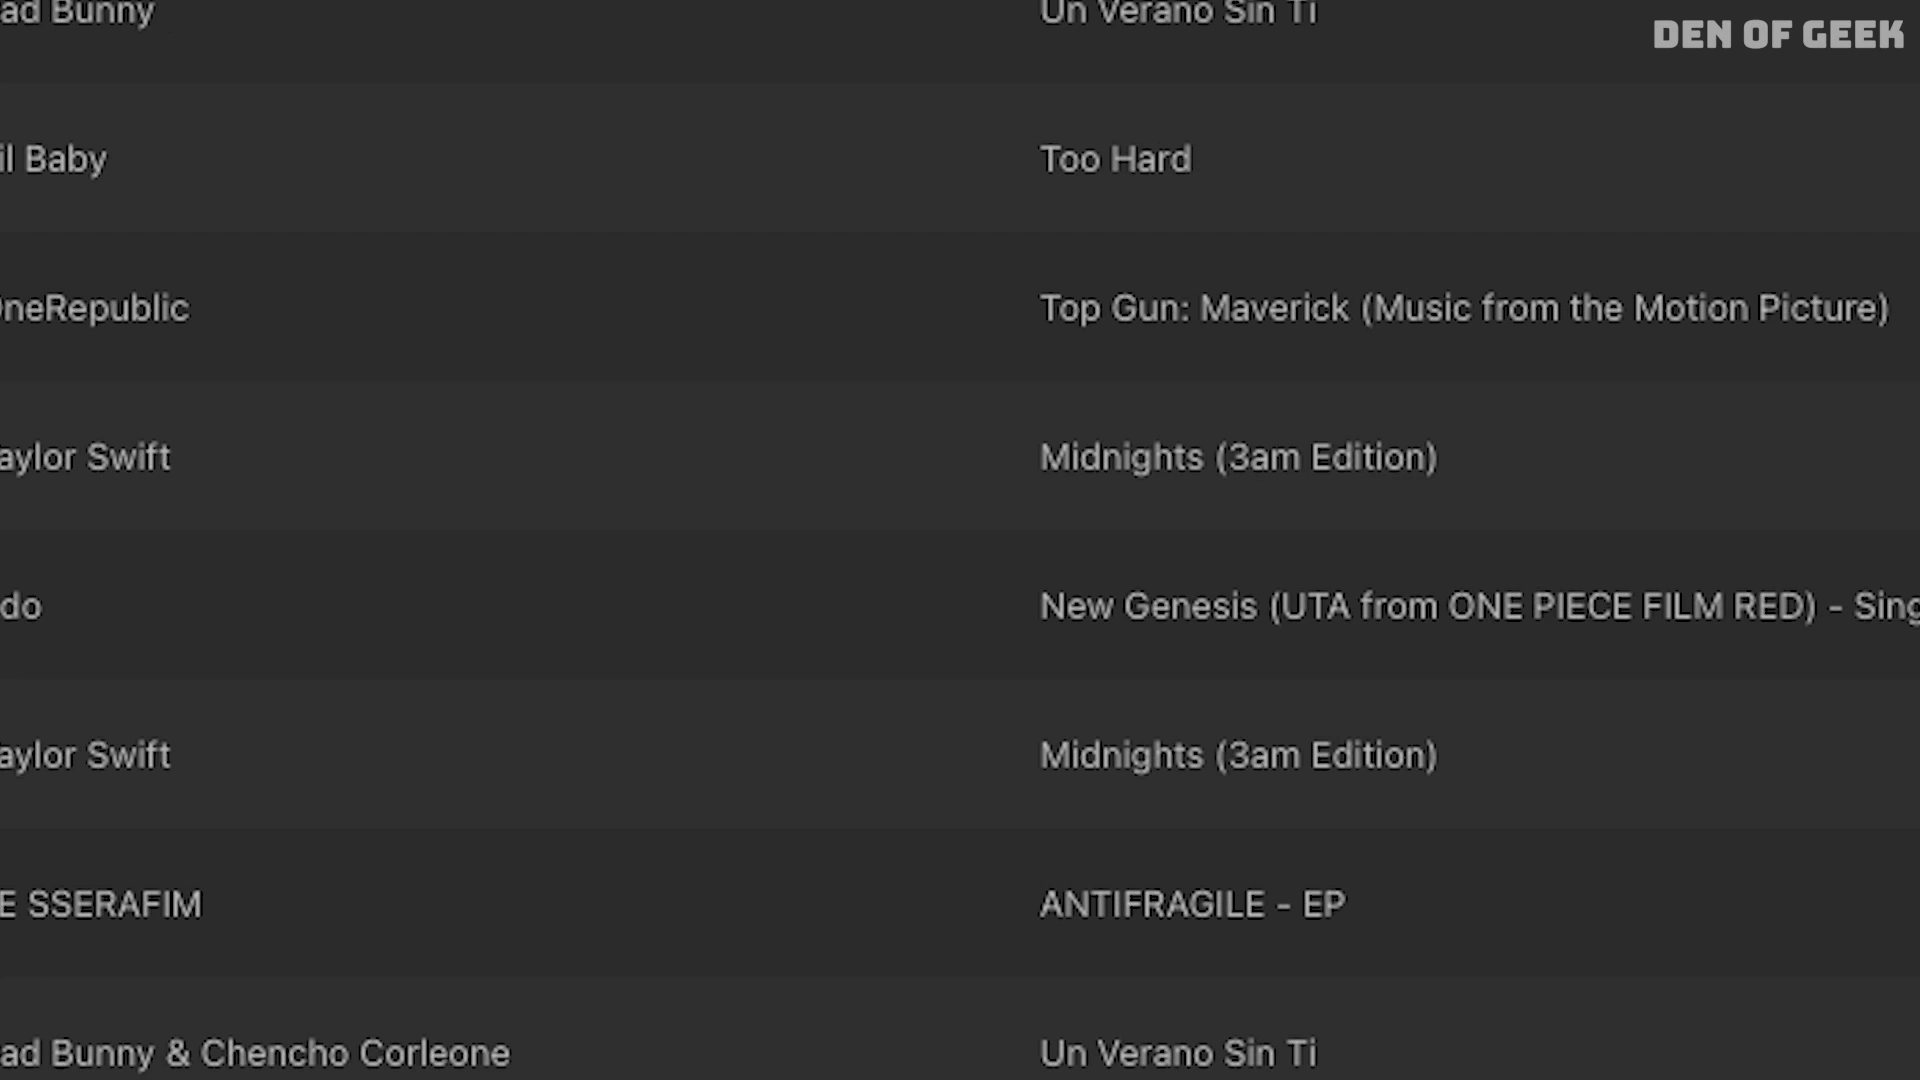 ad Bunny Un Verano Sin Ti
DEN OF GEEK
il Baby Too Hard
OneRepublic Top Gun: Maverick (Music from the Motion Picture)
aylor Swift Midnights (3am Edition)
do New Genesis (UTA from ONE PIECE FILM RED) - Sing
aylor Swift Midnights (3am Edition)
E SSERAFIM ANTIFRAGILE - EP
ad Bunny & Chencho Corleone Un Verano Sin Ti